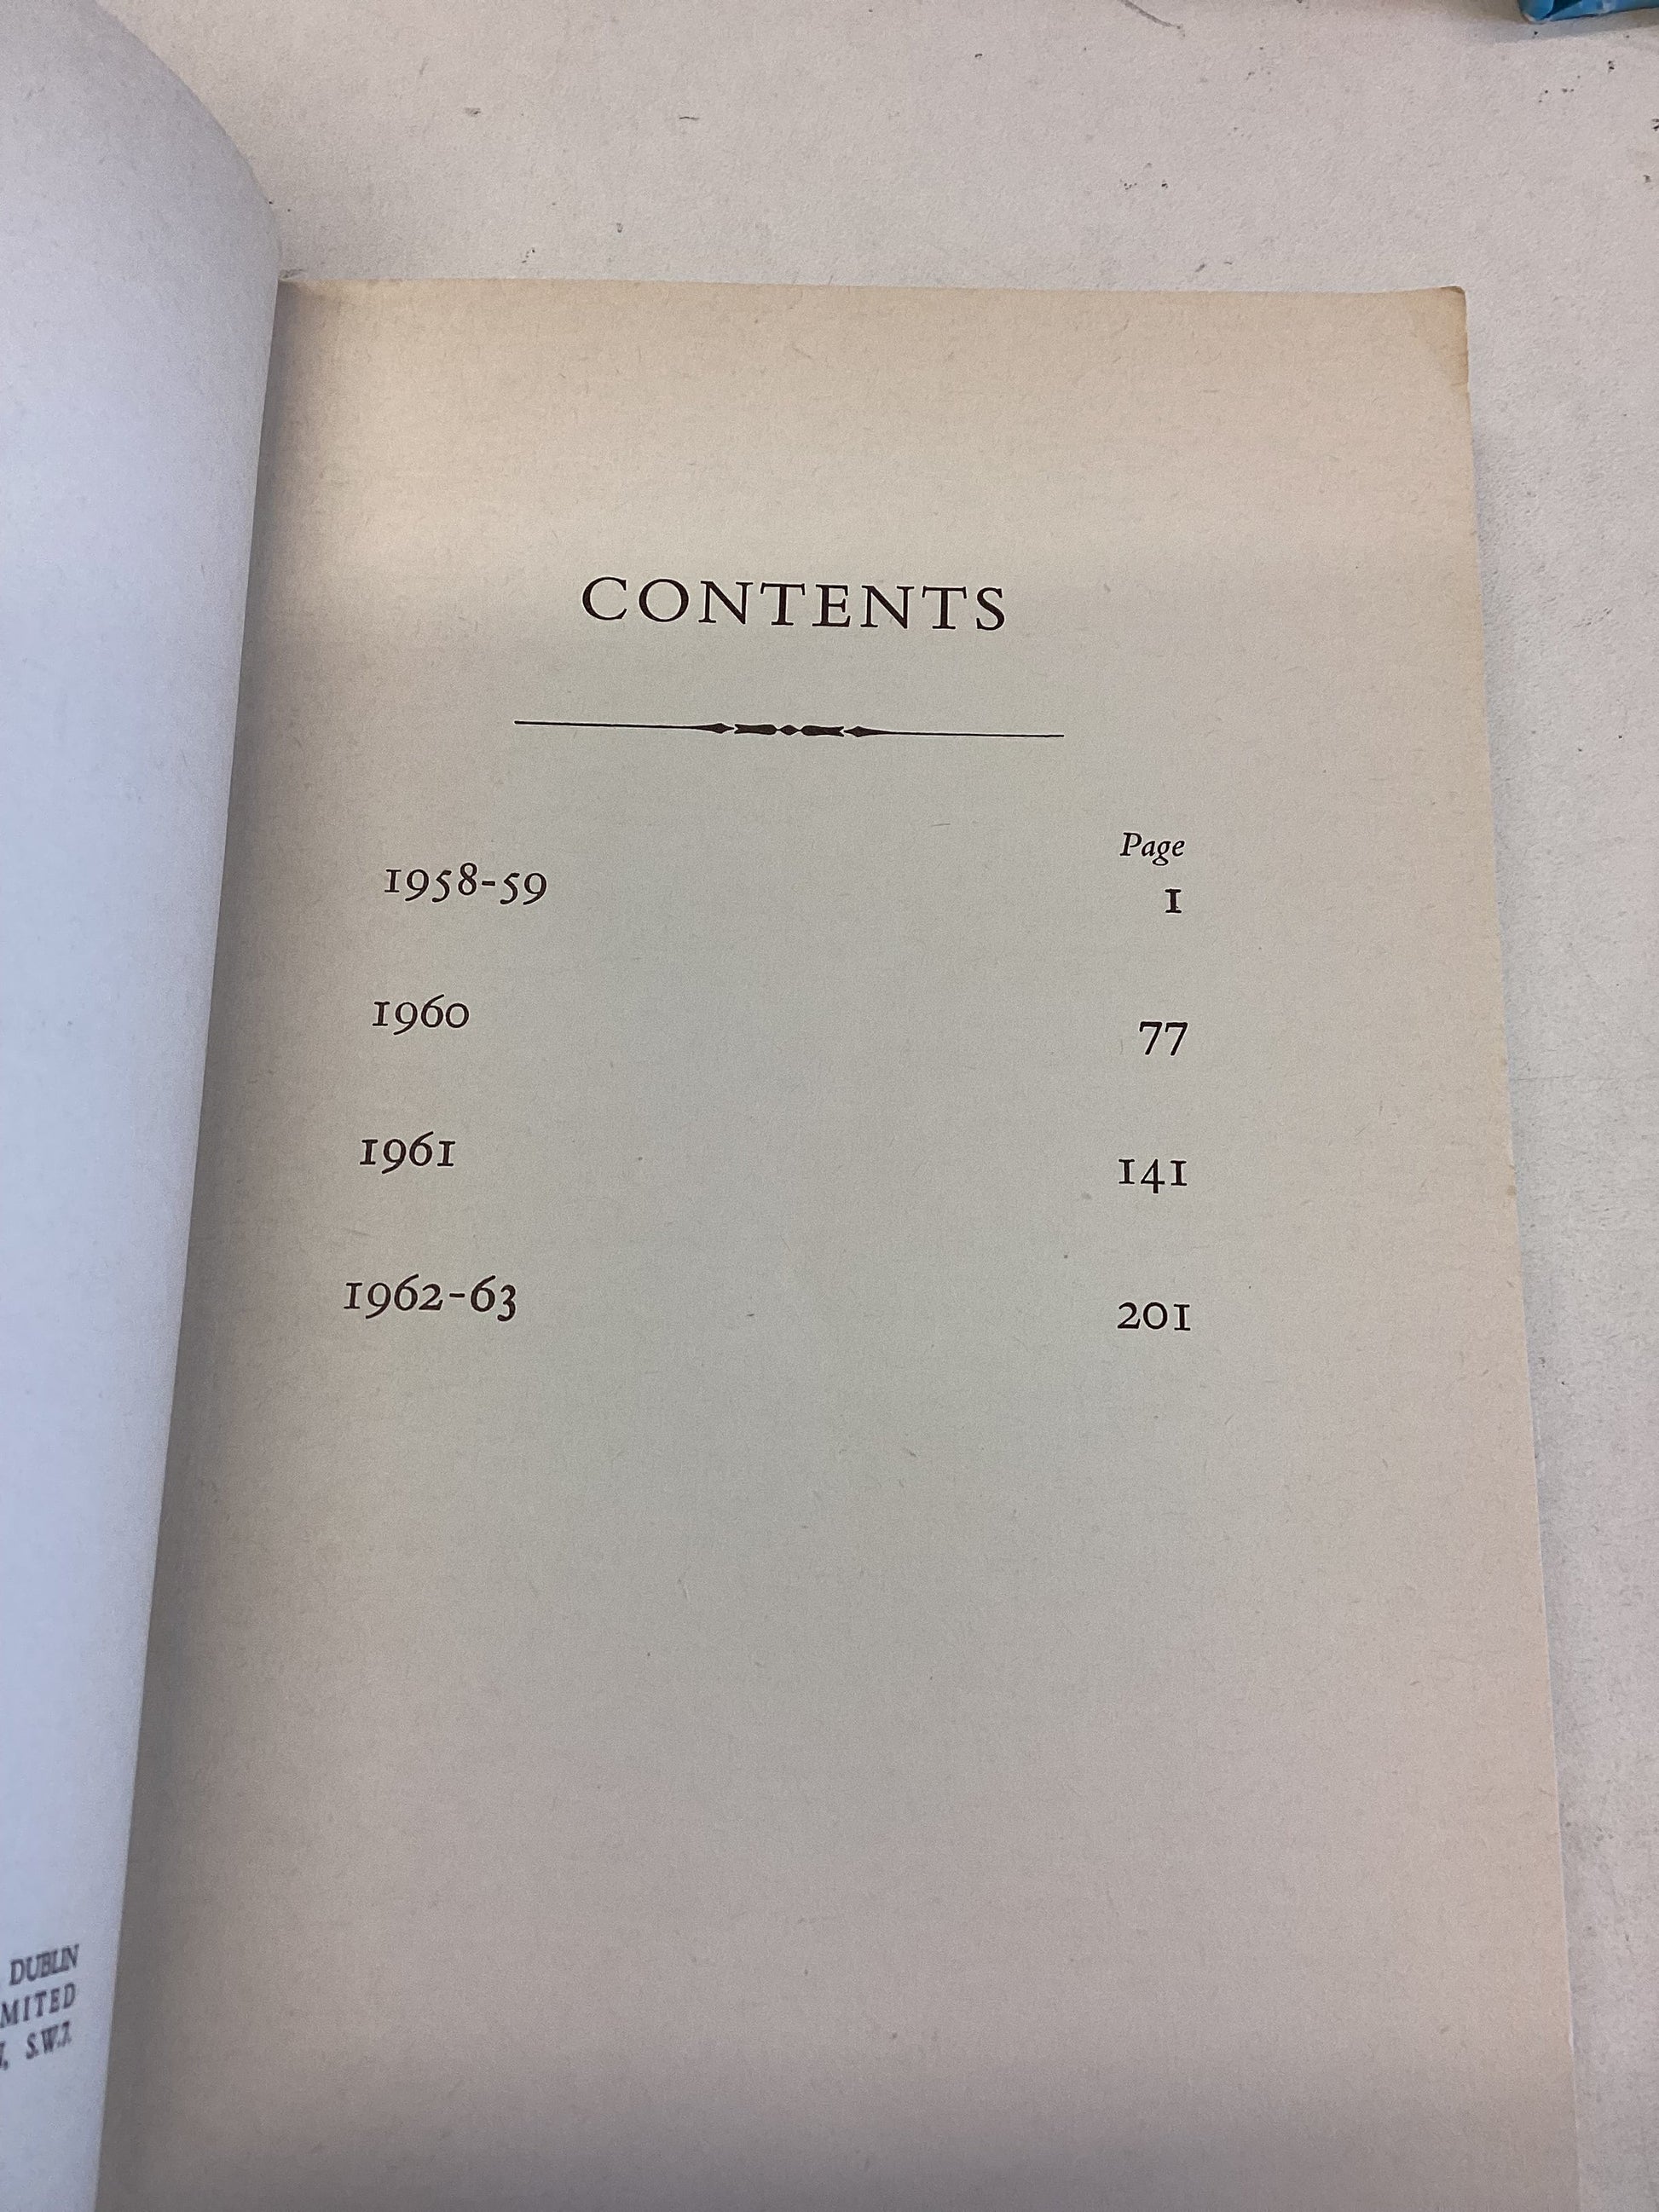 CONTENTS
Page
1958-59 1
1960 77
1961 141
1962-63 201
DUBLIN
MITED
S.W.7.